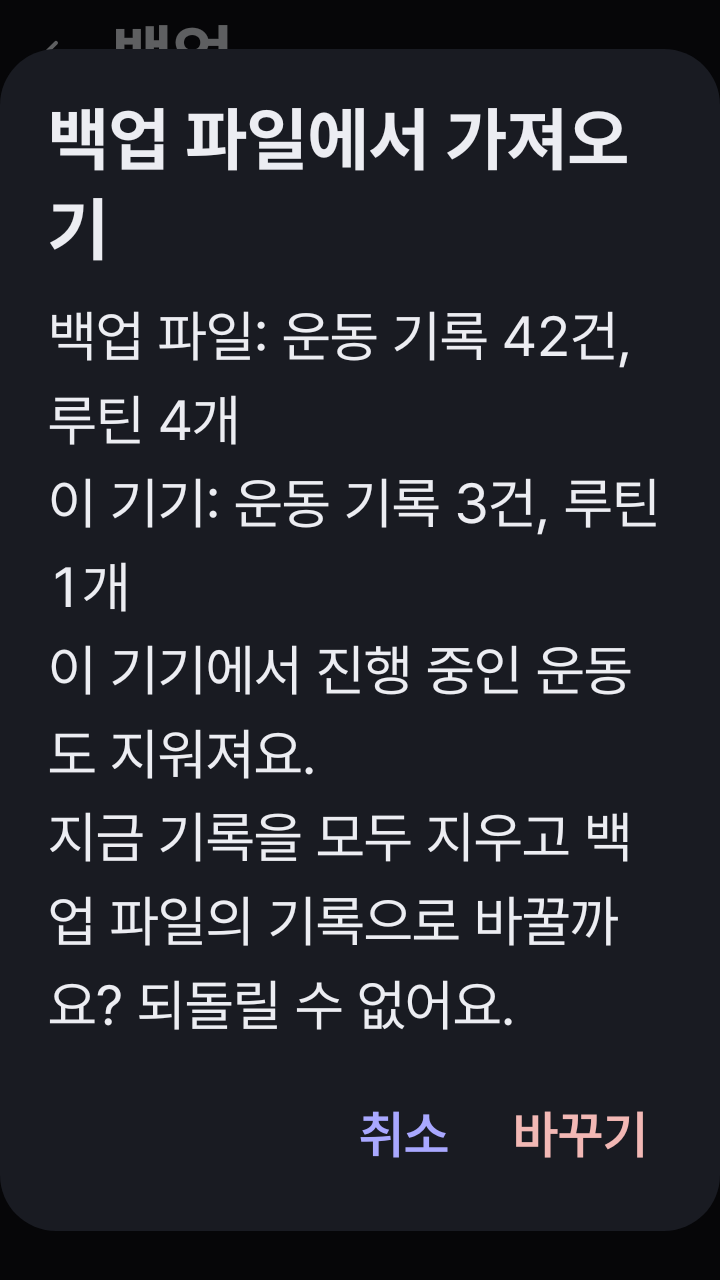 백업
백업 파일에서 가져오
기
백업 파일: 운동 기록 42건,
루틴 4개
이 기기: 운동 기록 3건, 루틴
1개
이 기기에서 진행 중인 운동
도 지워져요.
지금 기록을 모두 지우고 백
업 파일의 기록으로 바꿀까
요? 되돌릴 수 없어요.
취소 바꾸기